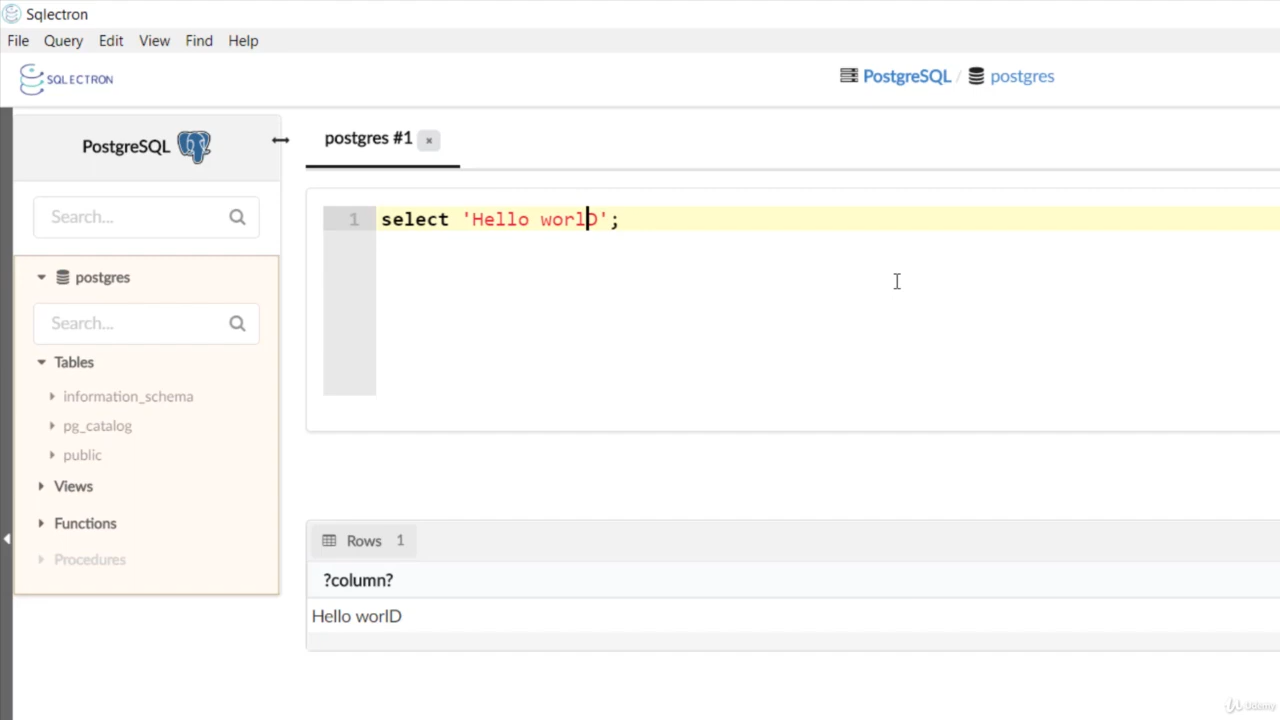 Sqlectron
File Query Edit View Find Help
SQLECTRON
PostgreSQL / postgres
PostgreSQL
postgres #1 ×
Search...
1 select 'Hello worlD';
postgres
Search...
Tables
information_schema
pg_catalog
public
Views
Functions
Procedures
Rows 1
?column?
Hello worlD
Udemy